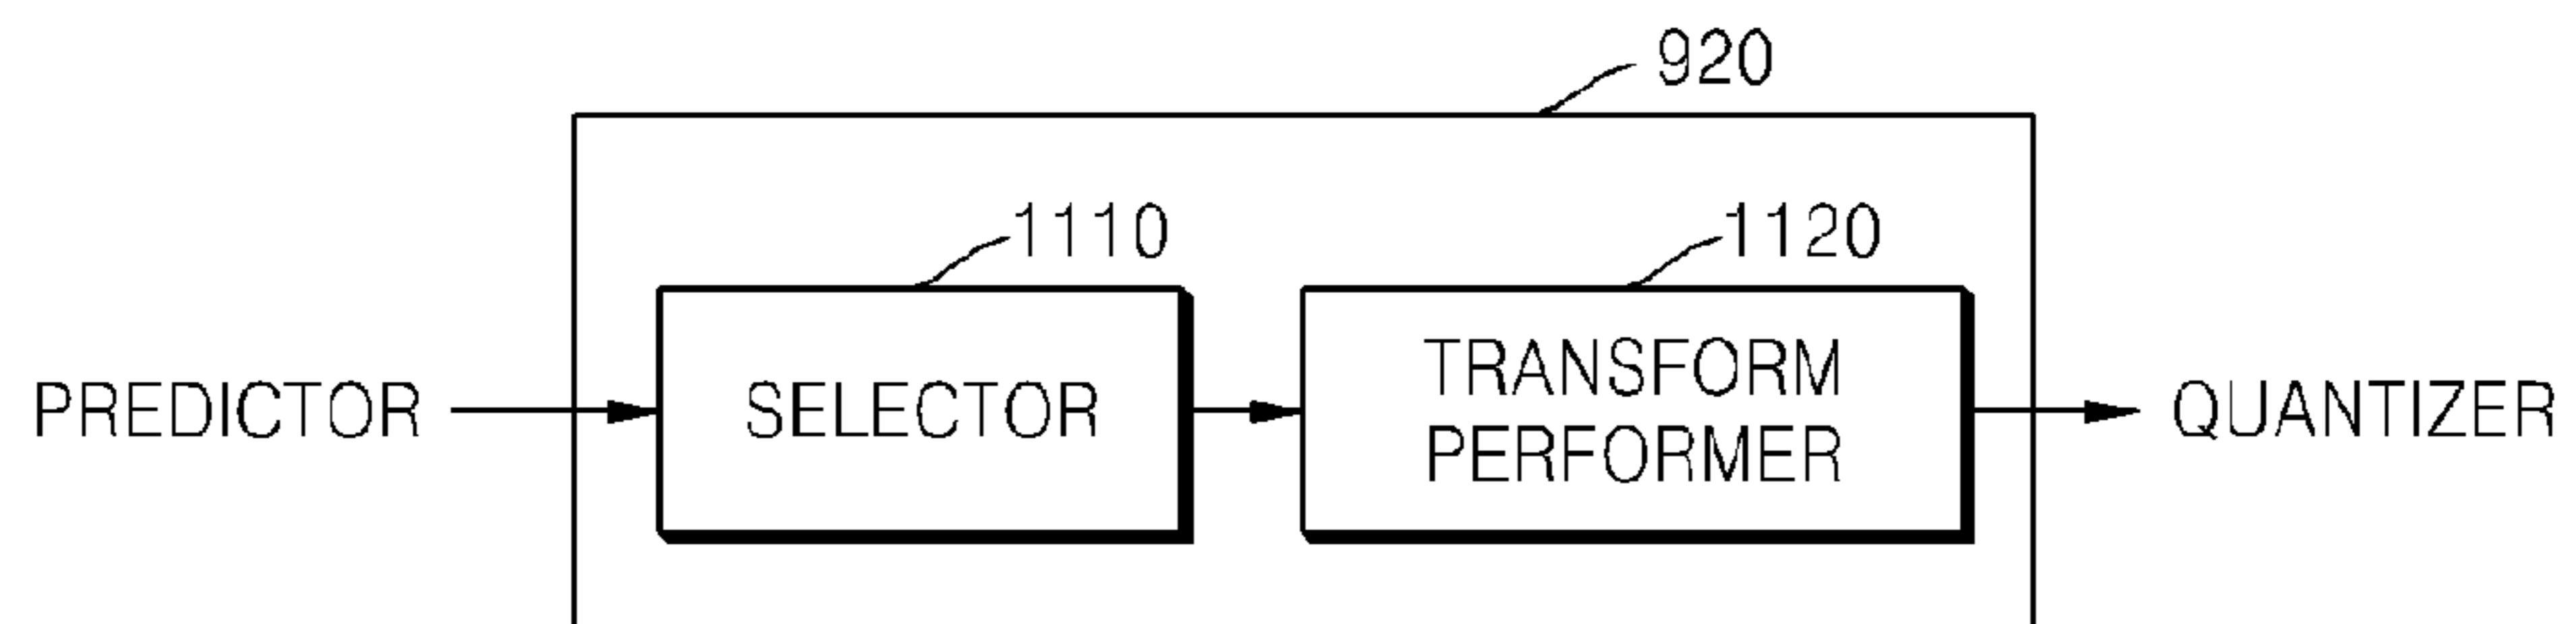 920
1110
1120
PREDICTOR
SELECTOR
TRANSFORM
PERFORMER
QUANTIZER